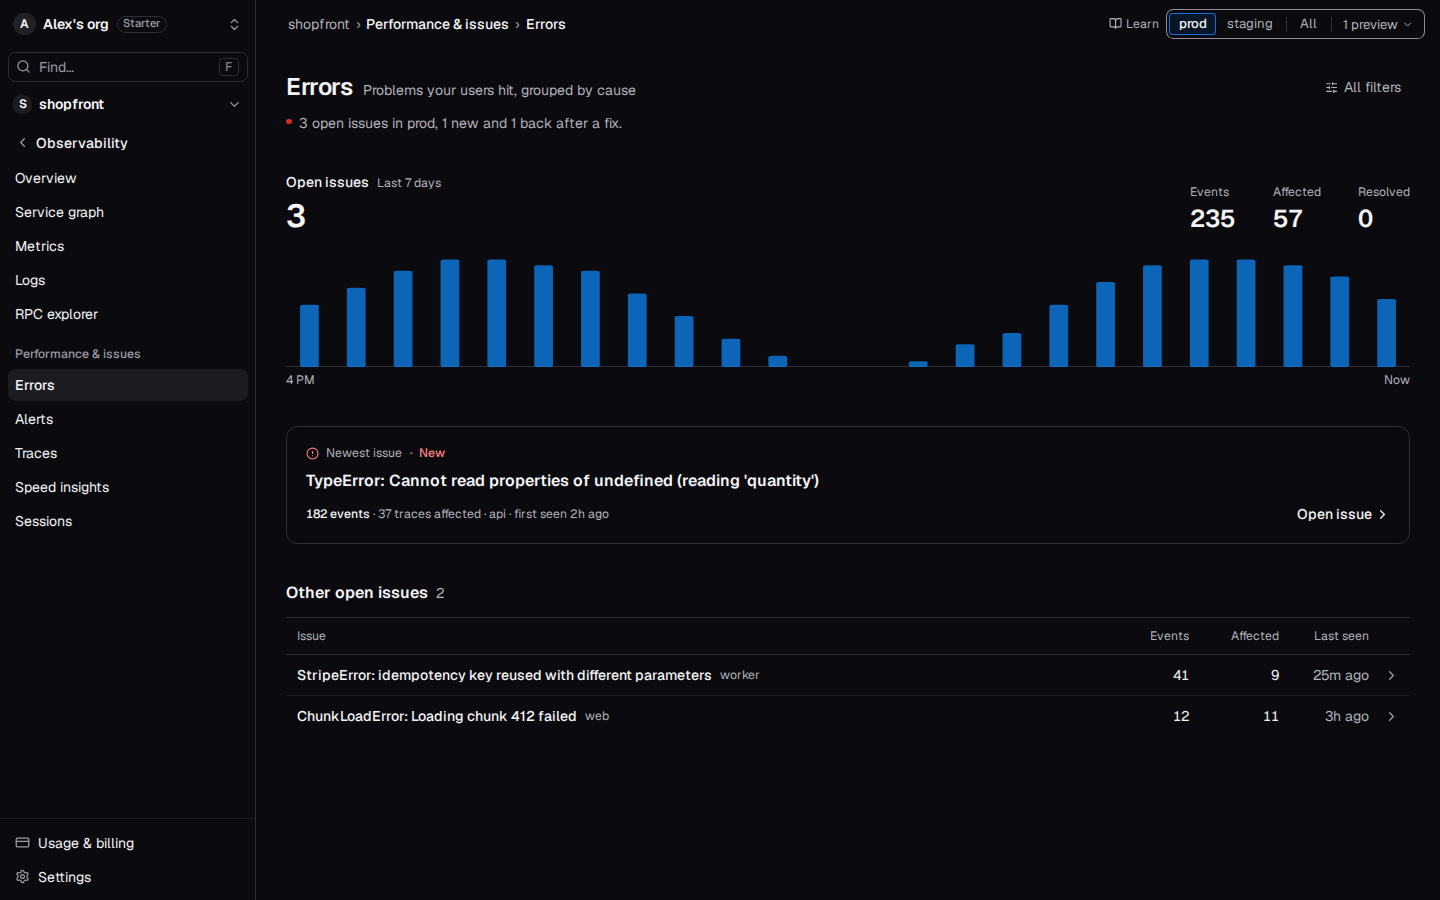 A Alex's org Starter
Find... F
S shopfront
Observability
Overview
Service graph
Metrics
Logs
RPC explorer
Performance & issues
Errors
Alerts
Traces
Speed insights
Sessions
Usage & billing
Settings
shopfront › Performance & issues › Errors
Learn prod staging All 1 preview
Errors Problems your users hit, grouped by cause
All filters
3 open issues in prod, 1 new and 1 back after a fix.
Open issues Last 7 days
3
Events Affected Resolved
235 57 0
4 PM Now
Newest issue · New
TypeError: Cannot read properties of undefined (reading 'quantity')
182 events · 37 traces affected · api · first seen 2h ago
Open issue
Other open issues 2
Issue Events Affected Last seen
StripeError: idempotency key reused with different parameters worker 41 9 25m ago
ChunkLoadError: Loading chunk 412 failed web 12 11 3h ago